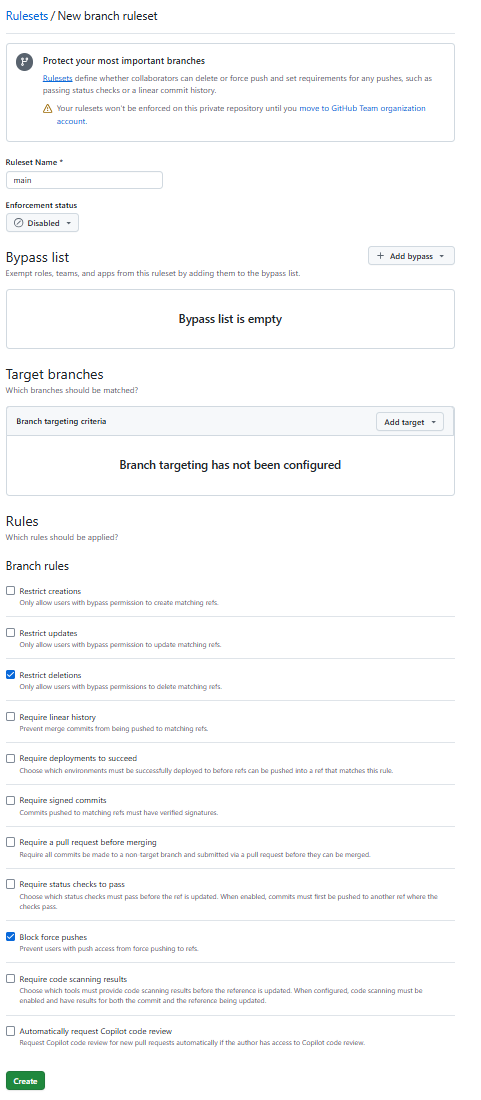 Rulesets / New branch ruleset
Protect your most important branches
Rulesets define whether collaborators can delete or force push and set requirements for any pushes, such as
passing status checks or a linear commit history.
Your rulesets won't be enforced on this private repository until you move to GitHub Team organization
account.
Ruleset Name *
main
Enforcement status
Disabled
Bypass list
Add bypass
Exempt roles, teams, and apps from this ruleset by adding them to the bypass list.
Bypass list is empty
Target branches
Which branches should be matched?
Branch targeting criteria
Add target
Branch targeting has not been configured
Rules
Which rules should be applied?
Branch rules
Restrict creations
Only allow users with bypass permission to create matching refs.
Restrict updates
Only allow users with bypass permission to update matching refs.
Restrict deletions
Only allow users with bypass permissions to delete matching refs.
Require linear history
Prevent merge commits from being pushed to matching refs.
Require deployments to succeed
Choose which environments must be successfully deployed to before refs can be pushed into a ref that matches this rule.
Require signed commits
Commits pushed to matching refs must have verified signatures.
Require a pull request before merging
Require all commits be made to a non-target branch and submitted via a pull request before they can be merged.
Require status checks to pass
Choose which status checks must pass before the ref is updated. When enabled, commits must first be pushed to another ref where the
checks pass.
Block force pushes
Prevent users with push access from force pushing to refs.
Require code scanning results
Choose which tools must provide code scanning results before the reference is updated. When configured, code scanning must be
enabled and have results for both the commit and the reference being updated.
Automatically request Copilot code review
Request Copilot code review for new pull requests automatically if the author has access to Copilot code review.
Create